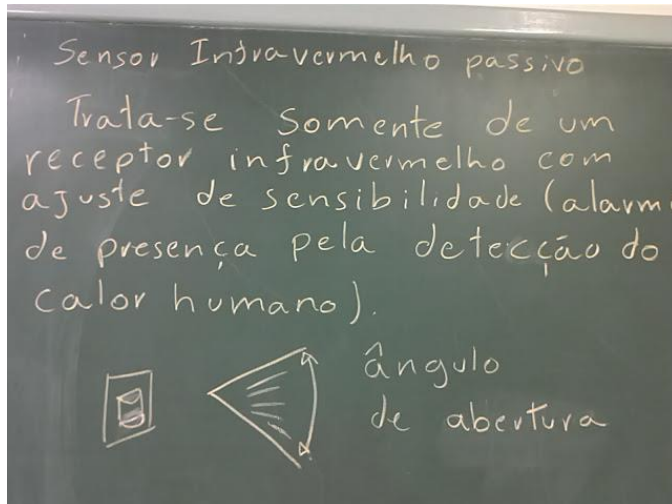 Sensor Infravermelho passivo
Trata-se somente de um
receptor infravermelho com
ajuste de sensibilidade (alarm
de presença pela detecção do
calor humano).
ângulo
de abertura